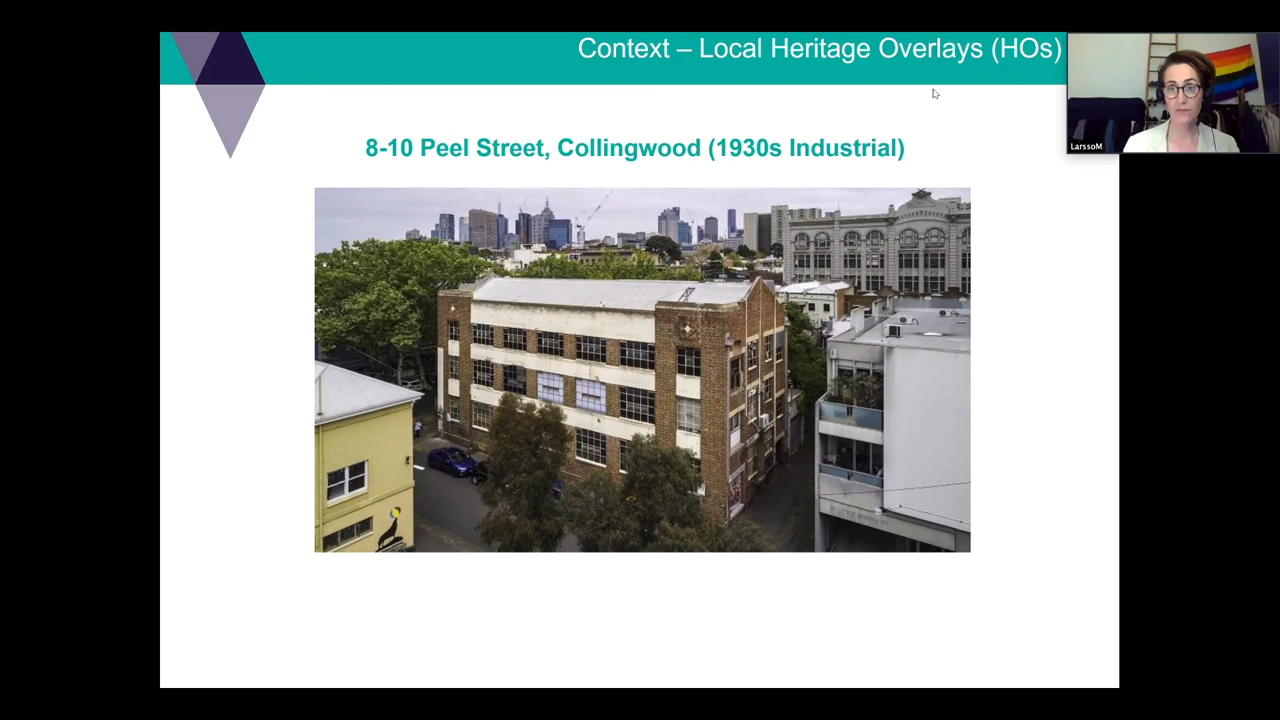 Context – Local Heritage Overlays (HOs)
LarssoM
8-10 Peel Street, Collingwood (1930s Industrial)